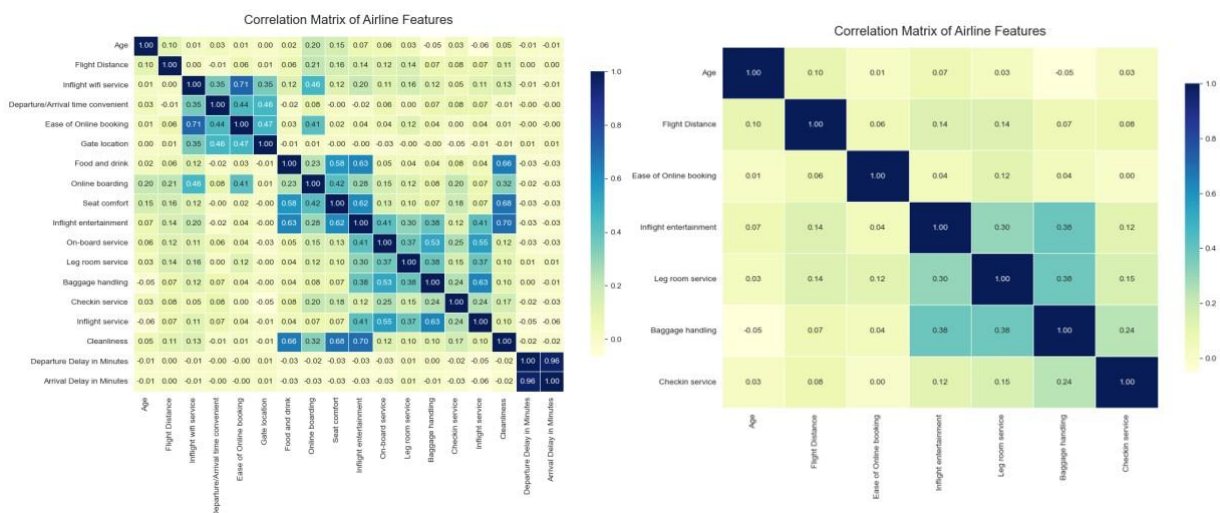 Correlation Matrix of Airline Features
Age 1.00 0.10 0.01 0.03 0.01 0.00 0.02 0.20 0.15 0.07 0.06 0.03 -0.05 0.03 -0.06 0.05 -0.01 -0.01
Flight Distance 0.10 1.00 0.00 -0.01 0.06 0.01 0.06 0.21 0.16 0.14 0.12 0.14 0.07 0.08 0.07 0.11 0.00 0.00
Inflight wifi service 0.01 0.00 1.00 0.35 0.71 0.35 0.12 0.46 0.12 0.20 0.11 0.16 0.12 0.05 0.11 0.13 -0.01 -0.01
Departure/Arrival time convenient 0.03 -0.01 0.35 1.00 0.44 0.46 -0.02 0.08 -0.00 -0.02 0.06 0.00 0.07 0.08 0.07 -0.01 0.00 -0.00
Ease of Online booking 0.01 0.06 0.71 0.44 1.00 0.47 0.02 0.41 0.02 0.04 0.04 0.12 0.04 0.00 0.04 0.01 -0.00 -0.00
Gate location 0.00 0.01 0.35 0.46 0.47 1.00 -0.01 0.01 0.00 -0.00 -0.03 -0.00 -0.00 -0.05 -0.01 -0.01 0.01 0.01
Food and drink 0.02 0.06 0.12 -0.02 0.03 -0.01 1.00 0.23 0.58 0.63 0.05 0.04 0.04 0.08 0.04 0.66 -0.03 -0.03
Online boarding 0.20 0.21 0.46 0.08 0.41 0.01 0.23 1.00 0.42 0.28 0.15 0.12 0.08 0.20 0.07 0.32 -0.02 -0.03
Seat comfort 0.15 0.16 0.12 -0.00 0.02 -0.00 0.58 0.42 1.00 0.62 0.13 0.10 0.07 0.18 0.07 0.68 -0.03 -0.03
Inflight entertainment 0.07 0.14 0.20 -0.02 0.04 -0.00 0.63 0.28 0.62 1.00 0.41 0.30 0.38 0.12 0.41 0.70 -0.03 -0.03
On-board service 0.06 0.12 0.11 0.06 0.04 -0.03 0.05 0.15 0.13 0.41 1.00 0.37 0.53 0.25 0.55 0.12 -0.03 -0.03
Leg room service 0.03 0.14 0.16 0.00 0.12 -0.00 0.04 0.12 0.10 0.30 0.37 1.00 0.38 0.15 0.37 0.10 0.01 0.01
Baggage handling -0.05 0.07 0.12 0.07 0.04 -0.00 0.04 0.08 0.07 0.38 0.53 0.38 1.00 0.24 0.63 0.10 0.00 -0.01
Checkin service 0.03 0.08 0.05 0.08 0.00 -0.05 0.08 0.20 0.18 0.12 0.25 0.15 0.24 1.00 0.24 0.17 -0.02 -0.03
Inflight service -0.06 0.07 0.11 0.07 0.04 -0.01 0.04 0.07 0.07 0.41 0.55 0.37 0.63 0.24 1.00 0.10 -0.05 -0.06
Cleanliness 0.05 0.11 0.13 -0.01 0.01 -0.01 0.66 0.32 0.68 0.70 0.12 0.10 0.10 0.17 0.10 1.00 -0.02 -0.02
Departure Delay in Minutes -0.01 0.00 -0.01 0.00 -0.00 0.01 -0.03 -0.02 -0.03 -0.03 -0.03 0.01 0.00 -0.02 -0.05 -0.02 1.00 0.96
Arrival Delay in Minutes -0.01 0.00 -0.01 -0.00 -0.00 0.01 -0.03 -0.03 -0.03 -0.03 -0.03 0.01 -0.01 -0.03 -0.06 -0.02 0.96 1.00
Age
Flight Distance
Inflight wifi service
Departure/Arrival time convenient
Ease of Online booking
Gate location
Food and drink
Online boarding
Seat comfort
Inflight entertainment
On-board service
Leg room service
Baggage handling
Checkin service
Inflight service
Cleanliness
Departure Delay in Minutes
Arrival Delay in Minutes
1.0
0.8
0.6
0.4
0.2
0.0
Correlation Matrix of Airline Features
Age 1.00 0.10 0.01 0.07 0.03 -0.05 0.03
Flight Distance 0.10 1.00 0.06 0.14 0.14 0.07 0.08
Ease of Online booking 0.01 0.06 1.00 0.04 0.12 0.04 0.00
Inflight entertainment 0.07 0.14 0.04 1.00 0.30 0.38 0.12
Leg room service 0.03 0.14 0.12 0.30 1.00 0.38 0.15
Baggage handling -0.05 0.07 0.04 0.38 0.38 1.00 0.24
Checkin service 0.03 0.08 0.00 0.12 0.15 0.24 1.00
Age
Flight Distance
Ease of Online booking
Inflight entertainment
Leg room service
Baggage handling
Checkin service
1.0
0.8
0.6
0.4
0.2
0.0